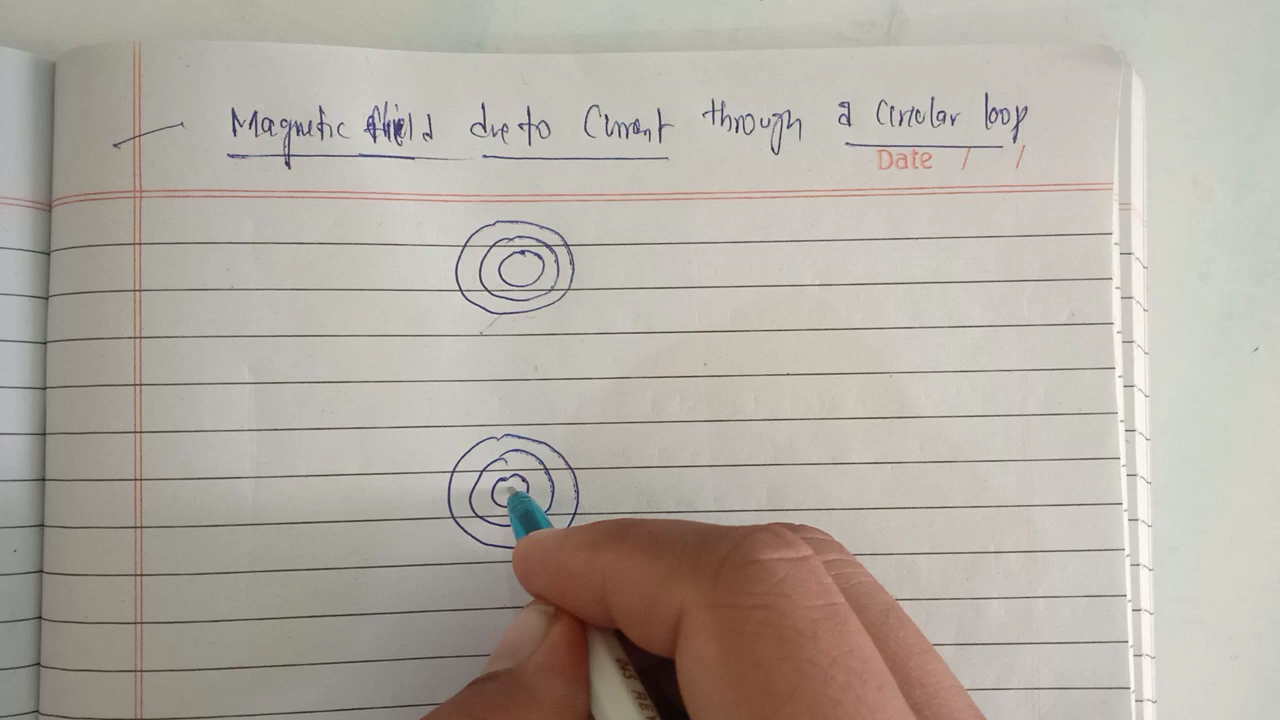 Magnetic field due to Current through a circular loop
Date / /